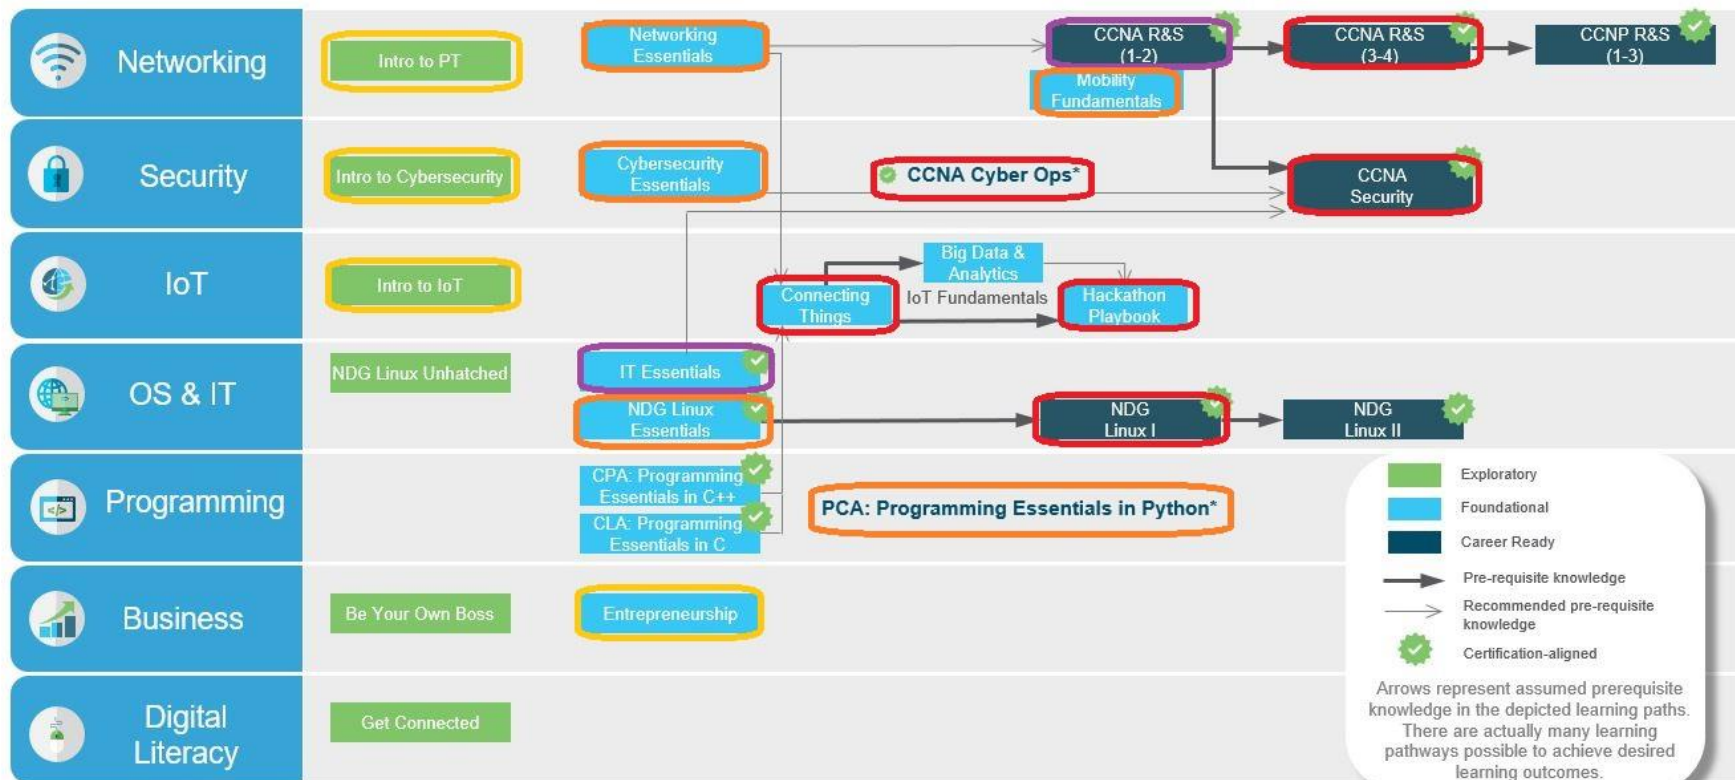 Networking
Intro to PT
Networking
Essentials
CCNA R&S
(1-2)
CCNA R&S
(3-4)
CCNP R&S
(1-3)
Mobility
Fundamentals
Security
Intro to Cybersecurity
Cybersecurity
Essentials
CCNA Cyber Ops*
CCNA
Security
IoT
Intro to IoT
Connecting
Things
Big Data &
Analytics
IoT Fundamentals
Hackathon
Playbook
OS & IT
NDG Linux Unhatched
IT Essentials
NDG Linux
Essentials
NDG
Linux I
NDG
Linux II
Programming
CPA: Programming
Essentials in C++
CLA: Programming
Essentials in C
PCA: Programming Essentials in Python*
Business
Be Your Own Boss
Entrepreneurship
Digital
Literacy
Get Connected
Exploratory
Foundational
Career Ready
Pre-requisite knowledge
Recommended pre-requisite
knowledge
Certification-aligned
Arrows represent assumed prerequisite
knowledge in the depicted learning paths.
There are actually many learning
pathways possible to achieve desired
learning outcomes.